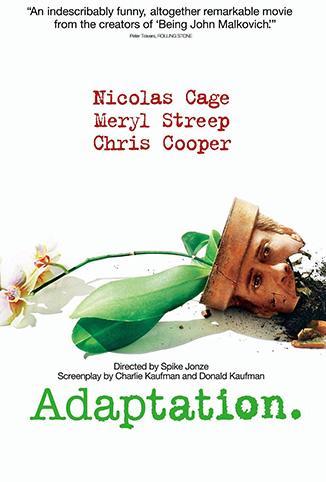 “An indescribably funny, altogether remarkable movie
from the creators of ‘Being John Malkovich.’”
Peter Travers, ROLLING STONE
Nicolas Cage
Meryl Streep
Chris Cooper
Directed by Spike Jonze
Screenplay by Charlie Kaufman and Donald Kaufman
Adaptation.